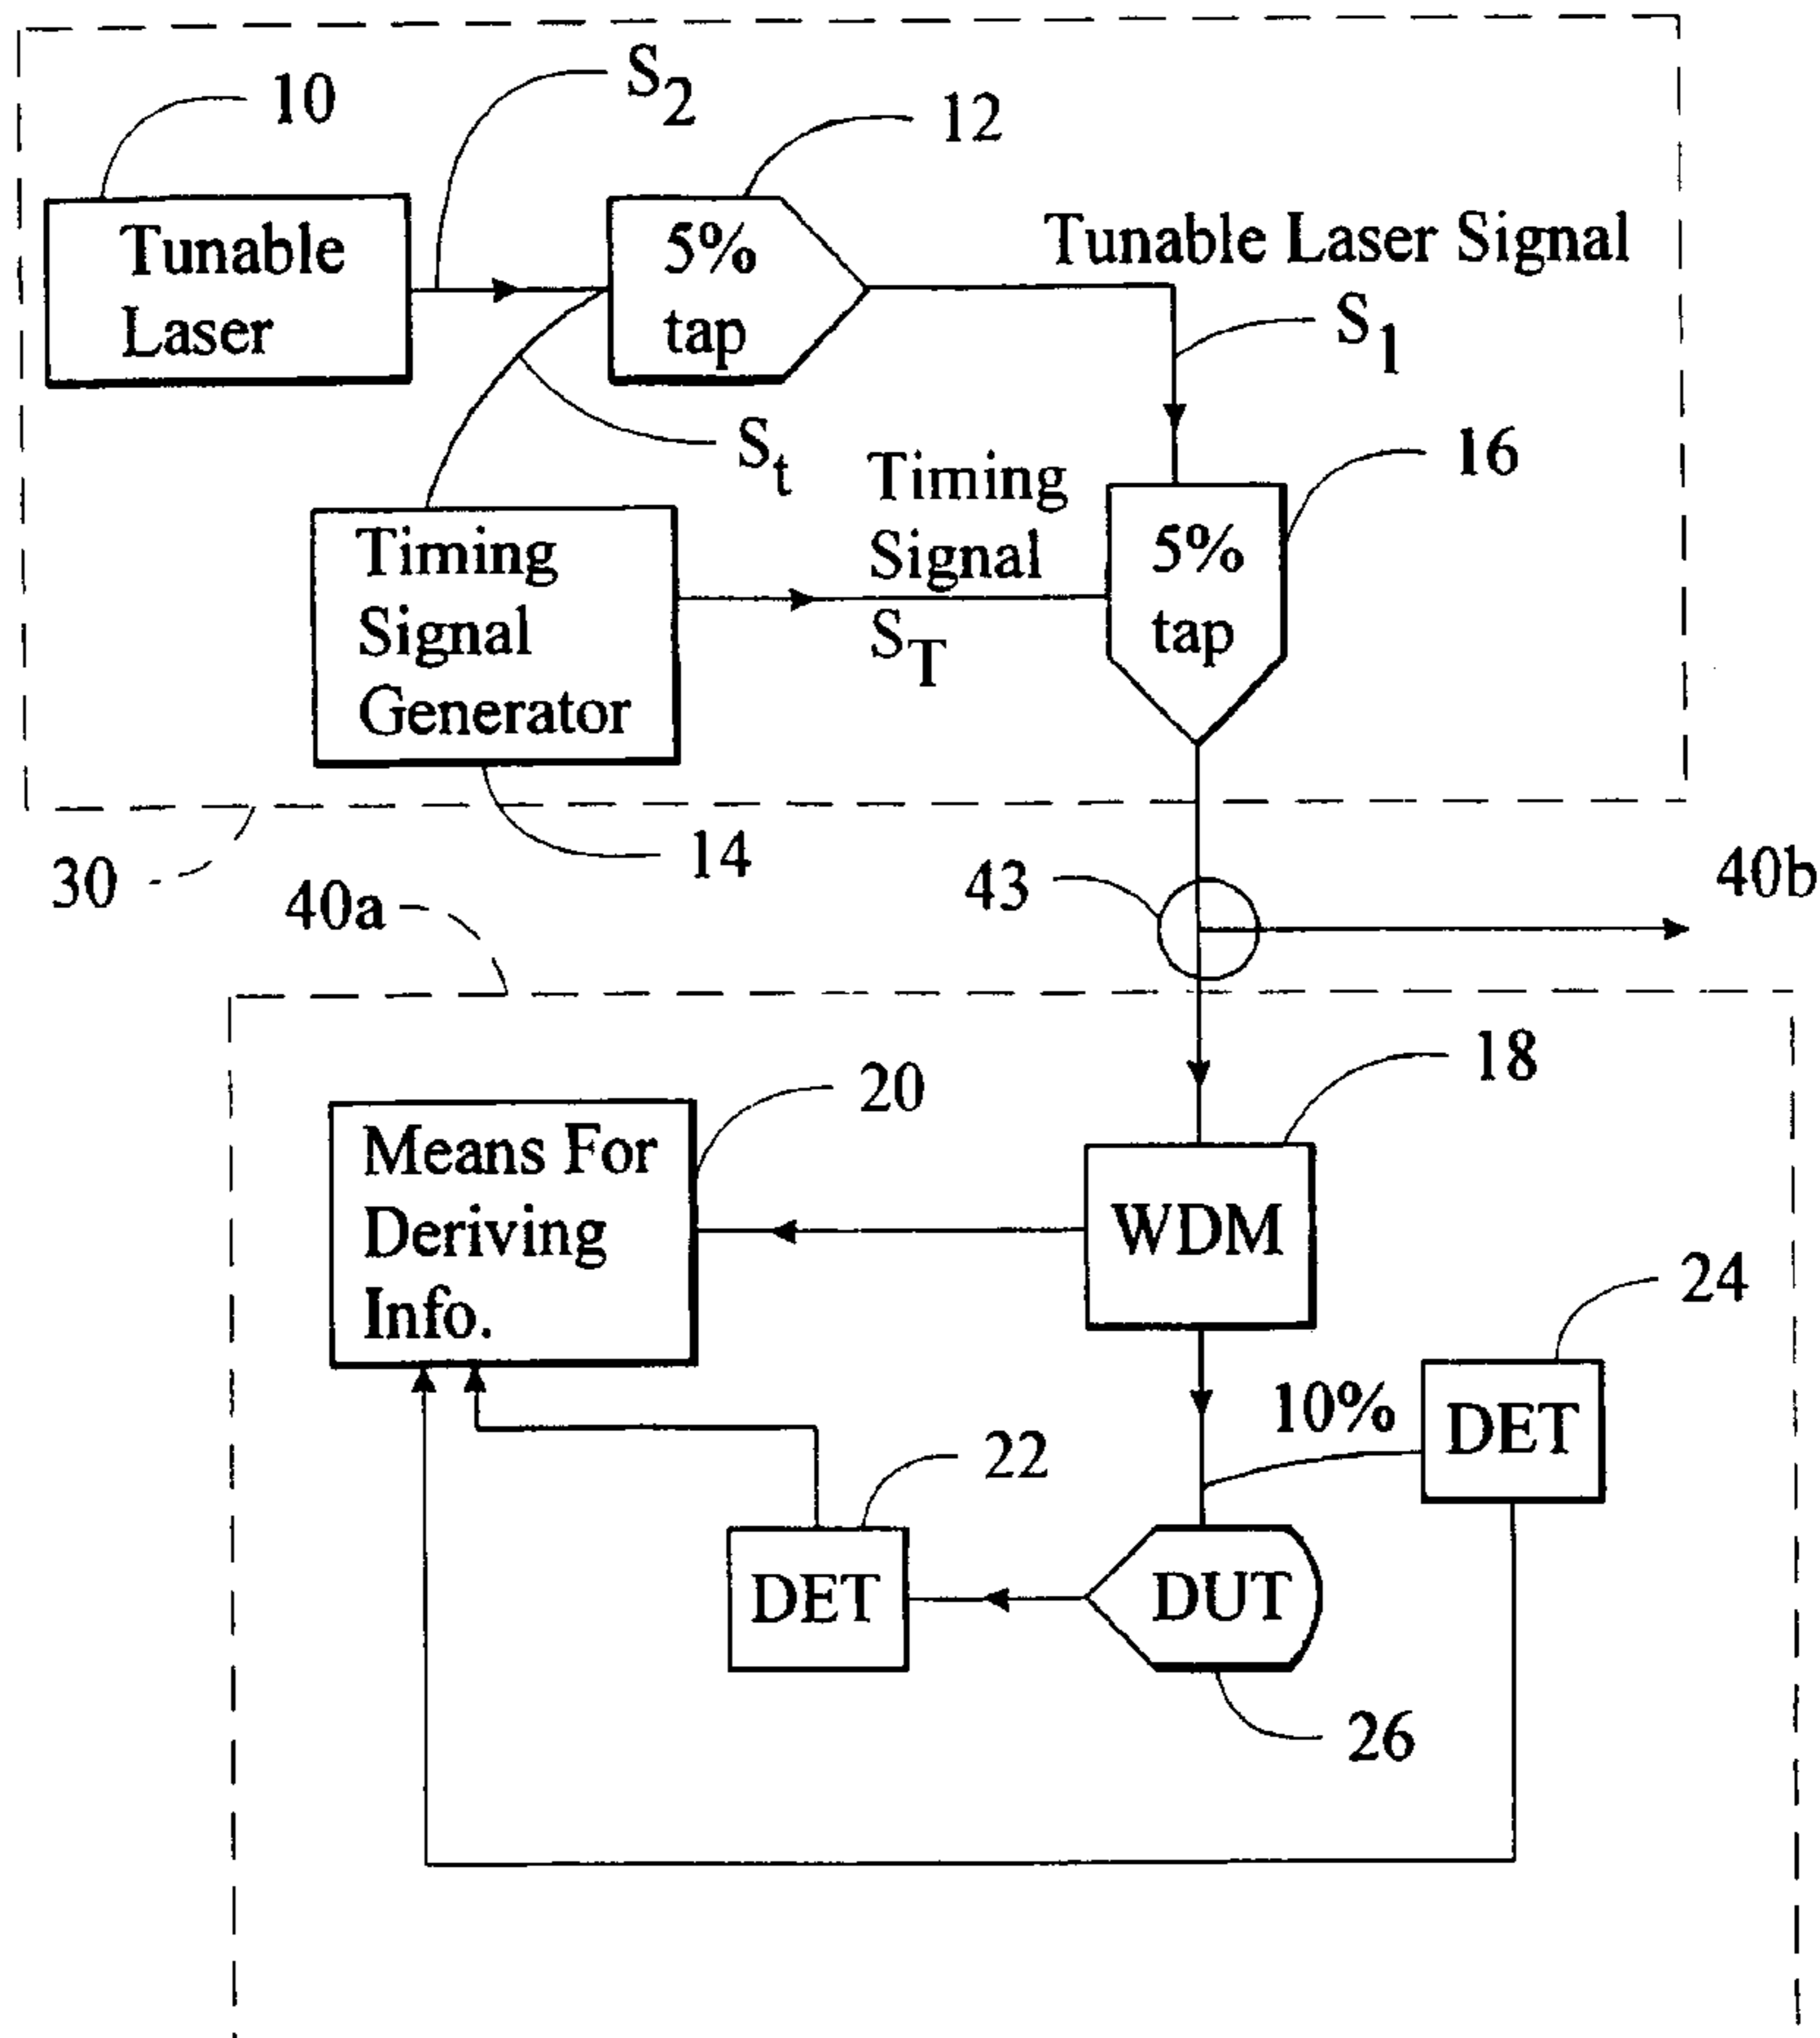 10
S2
12
Tunable
Laser
5%
tap
Tunable Laser Signal
S1
St
16
Timing
Signal
Generator
Timing
Signal
ST
5%
tap
14
30
40a
43
40b
18
20
Means For
Deriving
Info.
WDM
24
10%
DET
22
DET
DUT
26